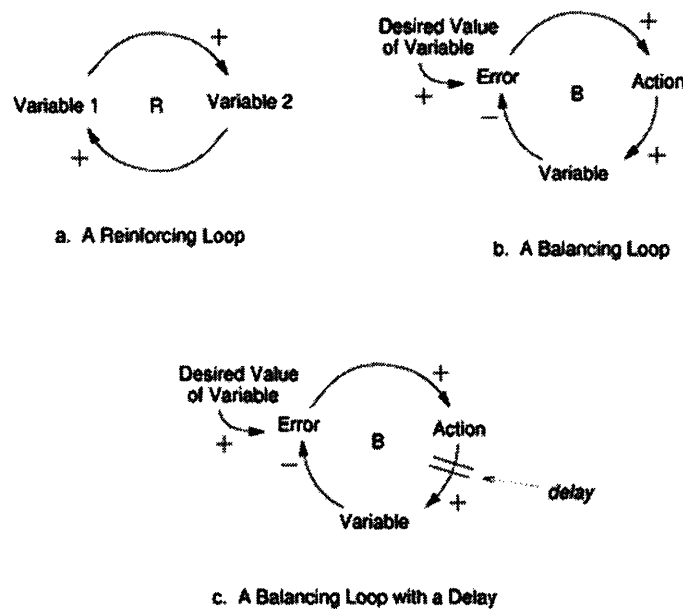 +
Variable 1 R Variable 2
+
a. A Reinforcing Loop
Desired Value
of Variable
+
Error
+
B
Action
−
+
Variable
b. A Balancing Loop
Desired Value
of Variable
+
Error
+
B
Action
−
+
delay
Variable
c. A Balancing Loop with a Delay